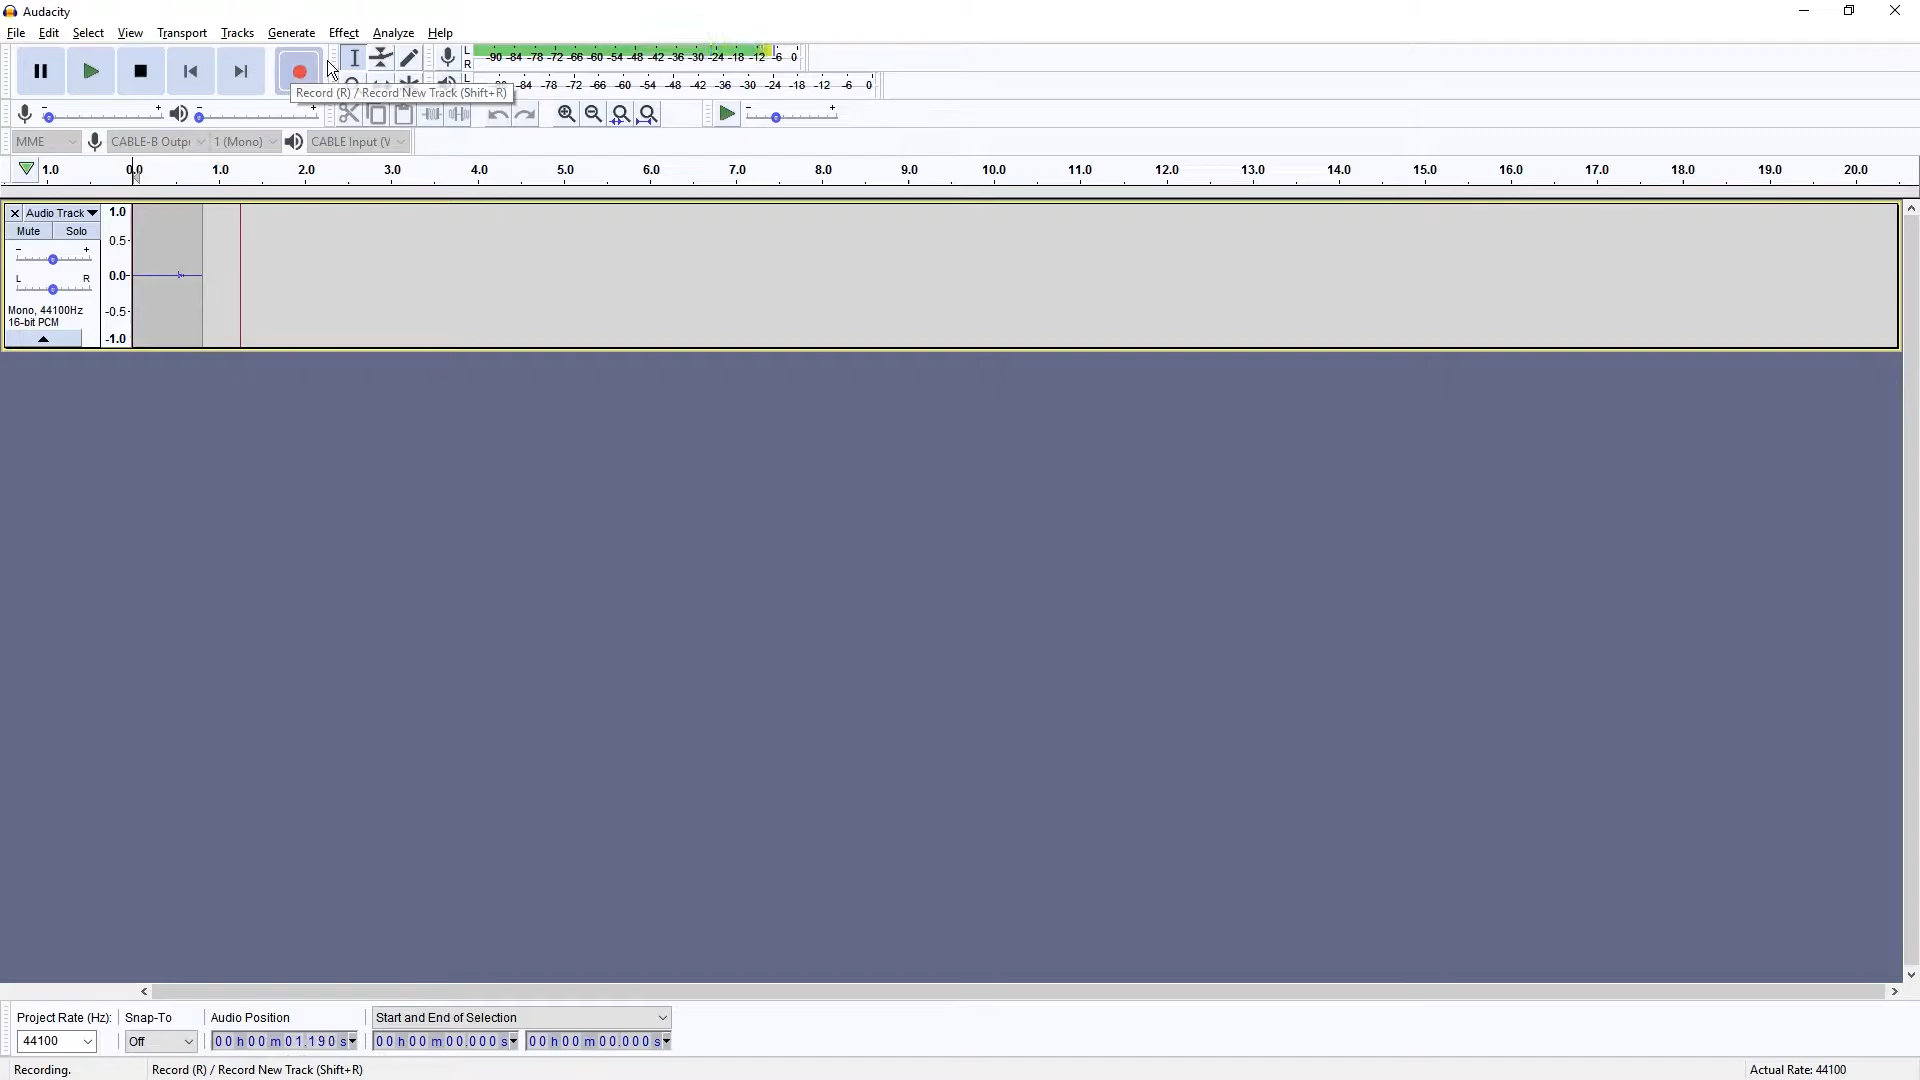 Audacity
File Edit Select View Transport Tracks Generate Effect Analyze Help
L
R
-90 -84 -78 -72 -66 -60 -54 -48 -42 -36 -30 -24 -18 -12 -6 0
L
-84 -78 -72 -66 -60 -54 -48 -42 -36 -30 -24 -18 -12 -6 0
Record (R) / Record New Track (Shift+R)
MME CABLE-B Outp 1 (Mono) CABLE Input (V
1.0 0.0 1.0 2.0 3.0 4.0 5.0 6.0 7.0 8.0 9.0 10.0 11.0 12.0 13.0 14.0 15.0 16.0 17.0 18.0 19.0 20.0
Audio Track 1.0
Mute Solo
0.5
0.0
L R
Mono, 44100Hz
-0.5
16-bit PCM
-1.0
Project Rate (Hz): Snap-To Audio Position Start and End of Selection
44100 Off 00 h 00 m 01.190 s 00 h 00 m 00.000 s 00 h 00 m 00.000 s
Recording. Record (R) / Record New Track (Shift+R) Actual Rate: 44100